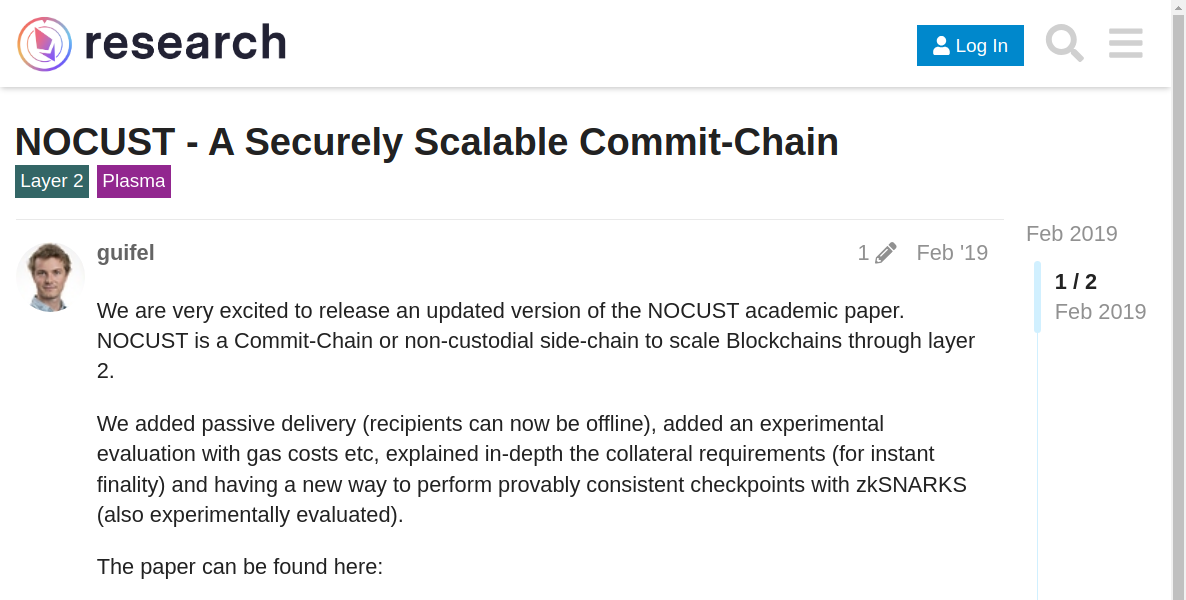 research
Log In
NOCUST - A Securely Scalable Commit-Chain
Layer 2 Plasma
guifel
1 Feb '19
We are very excited to release an updated version of the NOCUST academic paper.
NOCUST is a Commit-Chain or non-custodial side-chain to scale Blockchains through layer
2.
We added passive delivery (recipients can now be offline), added an experimental
evaluation with gas costs etc, explained in-depth the collateral requirements (for instant
finality) and having a new way to perform provably consistent checkpoints with zkSNARKS
(also experimentally evaluated).
The paper can be found here:
Feb 2019
1 / 2
Feb 2019